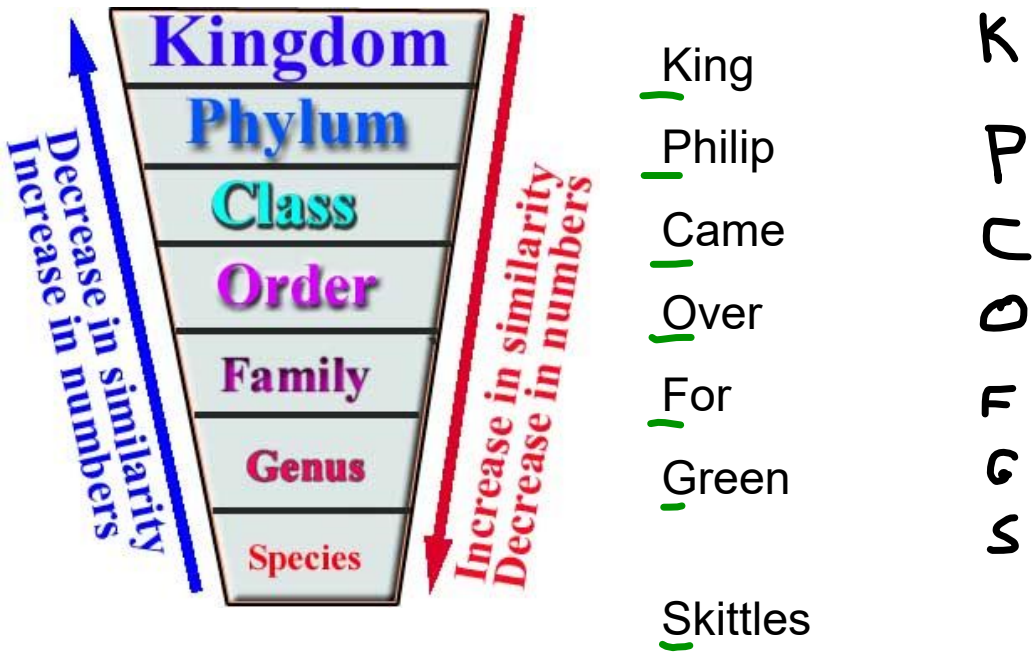 Kingdom
Phylum
Class
Order
Family
Genus
Species
Decrease in similarity
Increase in numbers
Increase in similarity
Decrease in numbers
King
Philip
Came
Over
For
Green
Skittles
K
P
C
O
F
G
S